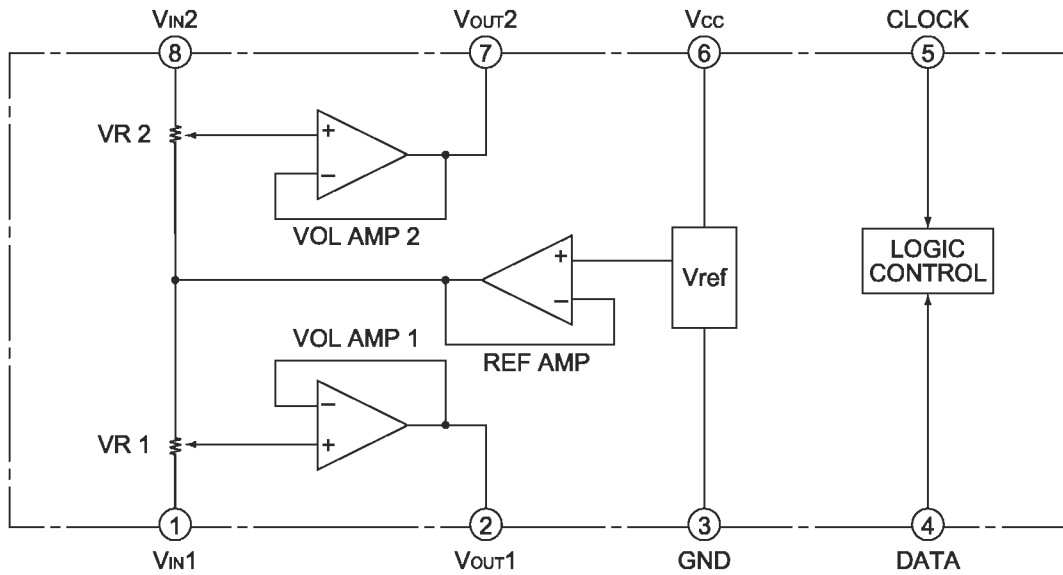 VIN2 VOUT2 VCC CLOCK
8 7 6 5
VR 2
+
−
VOL AMP 2
+
−
Vref
LOGIC
CONTROL
VOL AMP 1
REF AMP
−
+
VR 1
1 2 3 4
VIN1 VOUT1 GND DATA